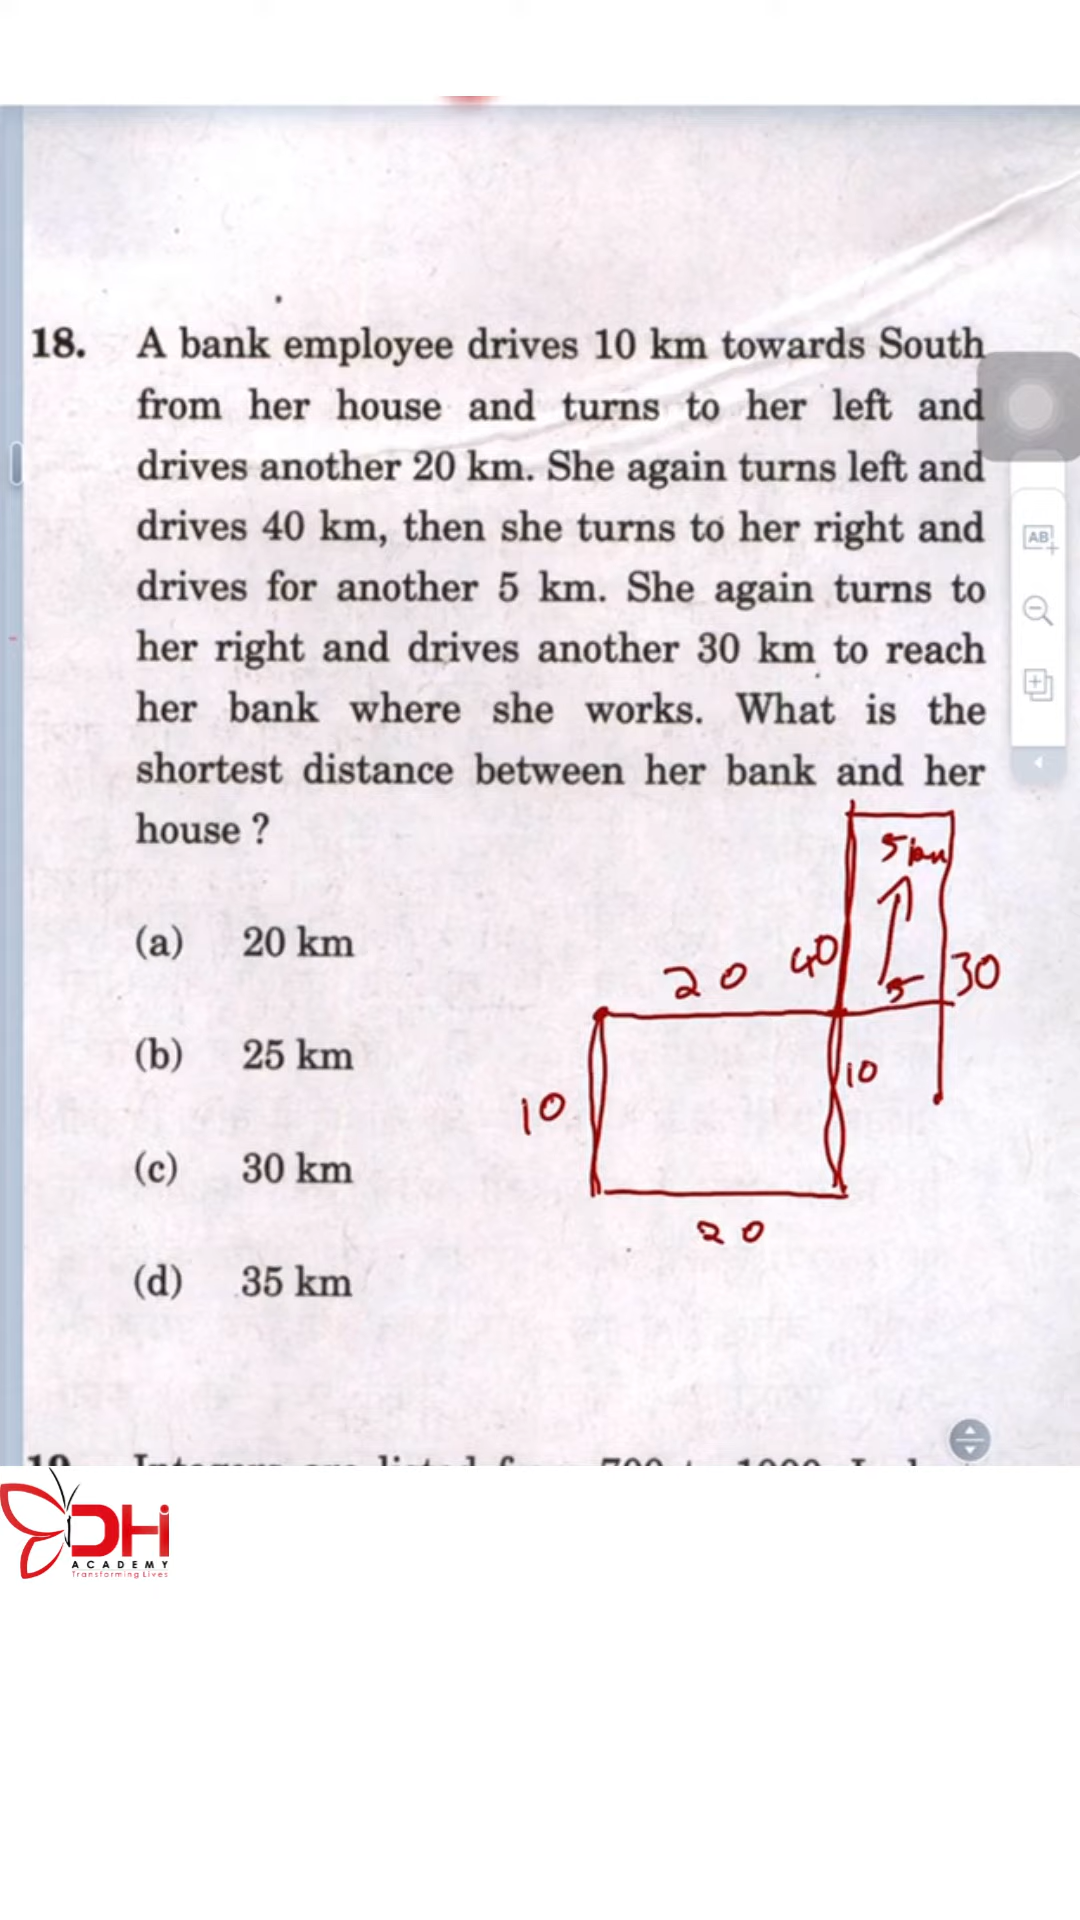 18. A bank employee drives 10 km towards South
from her house and turns to her left and
drives another 20 km. She again turns left and
drives 40 km, then she turns to her right and
drives for another 5 km. She again turns to
her right and drives another 30 km to reach
her bank where she works. What is the
shortest distance between her bank and her
house ?
5 km
(a) 20 km
20 40 30
5
(b) 25 km
10
10
(c) 30 km
20
(d) 35 km
AB
DHi
ACADEMY
Transforming Lives